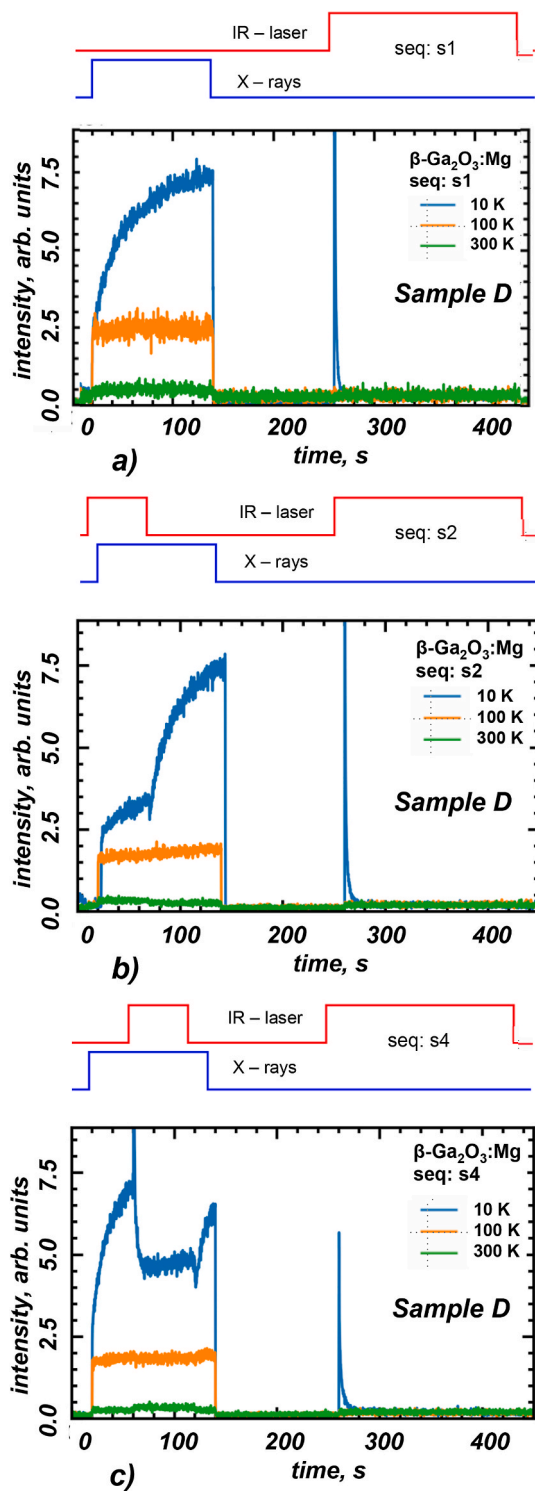 IR – laser
seq: s1
X – rays
β-Ga₂O₃:Mg
seq: s1
10 K
100 K
300 K
Sample D
intensity, arb. units
7.5
5.0
2.5
0.0
0 100 200 300 400
time, s
a)
IR – laser
seq: s2
X – rays
β-Ga₂O₃:Mg
seq: s2
10 K
100 K
300 K
Sample D
intensity, arb. units
7.5
5.0
2.5
0.0
0 100 200 300 400
time, s
b)
IR – laser
seq: s4
X – rays
β-Ga₂O₃:Mg
seq: s4
10 K
100 K
300 K
Sample D
intensity, arb. units
7.5
5.0
2.5
0.0
0 100 200 300 400
time, s
c)